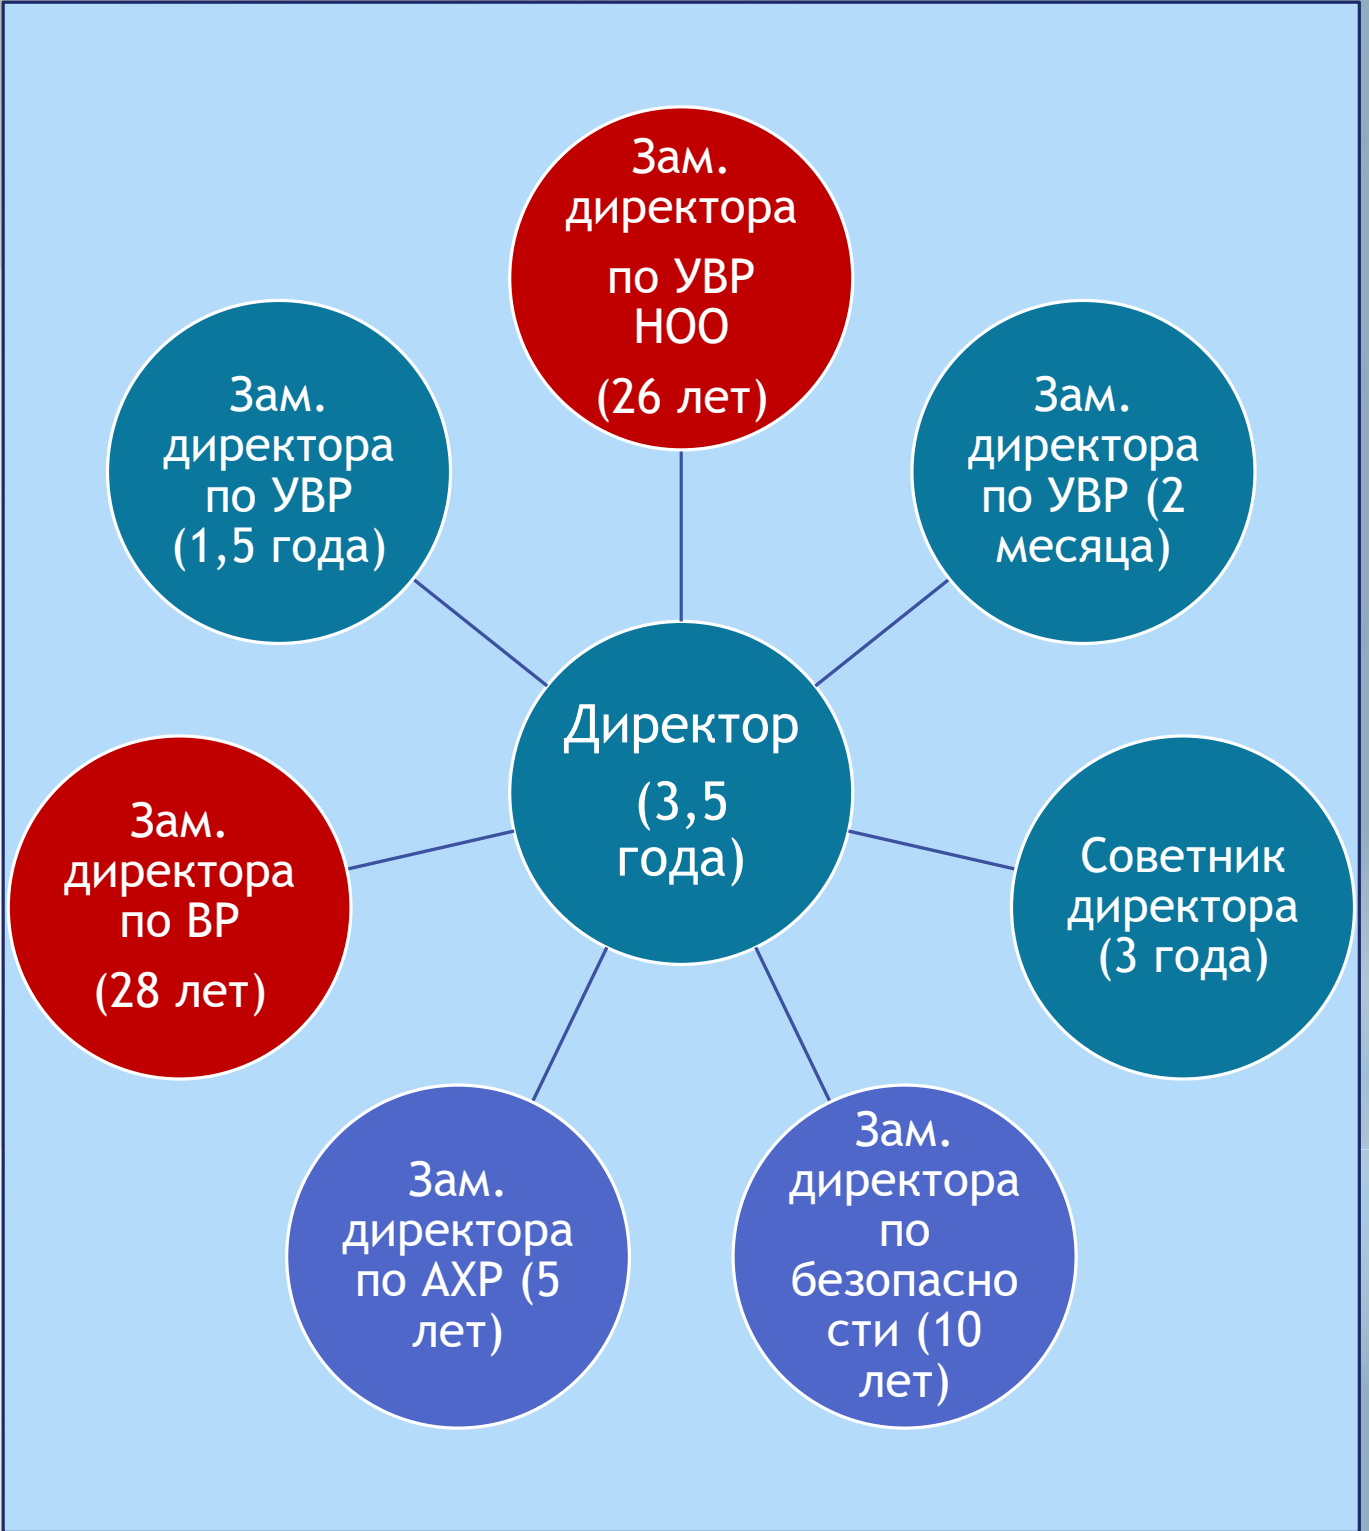 Зам.
директора
по УВР
НОО
(26 лет)
Зам.
директора
по УВР
(1,5 года)
Зам.
директора
по УВР (2
месяца)
Директор
(3,5
года)
Зам.
директора
по ВР
(28 лет)
Советник
директора
(3 года)
Зам.
директора
по АХР (5
лет)
Зам.
директора
по
безопасно
сти (10
лет)